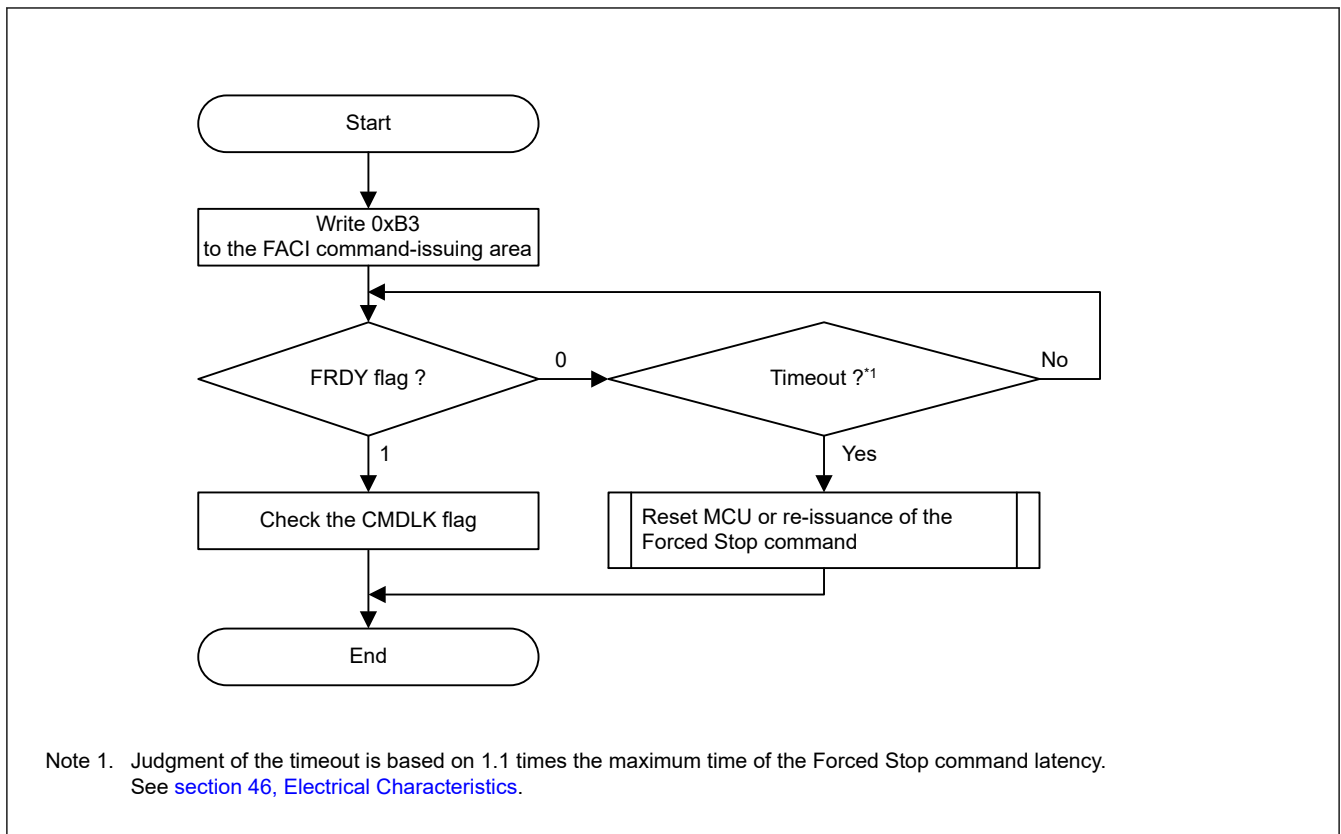 Start
Write 0xB3
to the FACI command-issuing area
FRDY flag ?
0
Timeout ?*1
No
1
Yes
Check the CMDLK flag
Reset MCU or re-issuance of the
Forced Stop command
End
Note 1. Judgment of the timeout is based on 1.1 times the maximum time of the Forced Stop command latency.
See section 46, Electrical Characteristics.